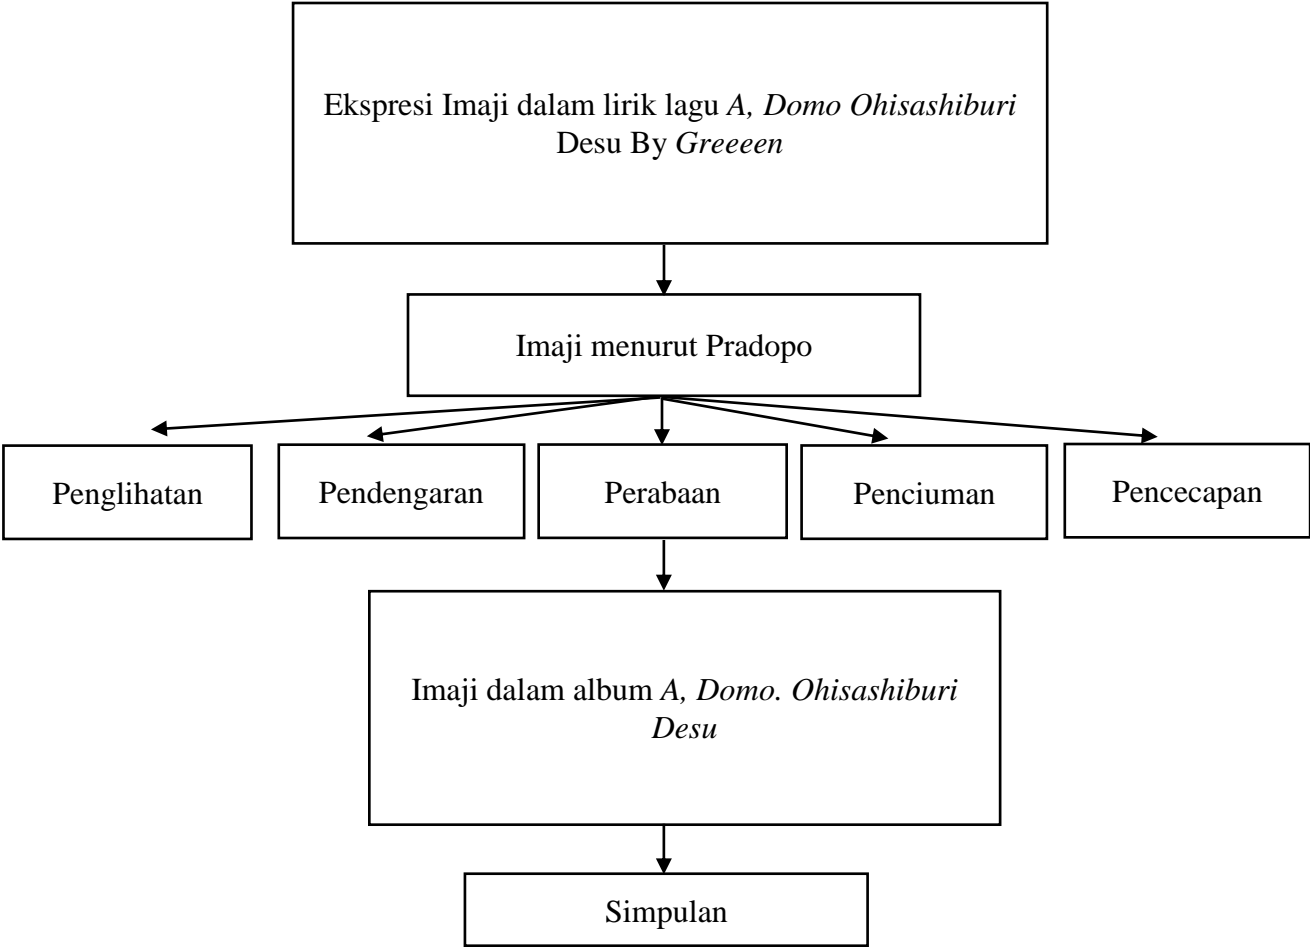 Ekspresi Imaji dalam lirik lagu A, Domo Ohisashiburi
Desu By Greeeen
Imaji menurut Pradopo
Penglihatan
Pendengaran
Perabaan
Penciuman
Pencecapan
Imaji dalam album A, Domo. Ohisashiburi
Desu
Simpulan